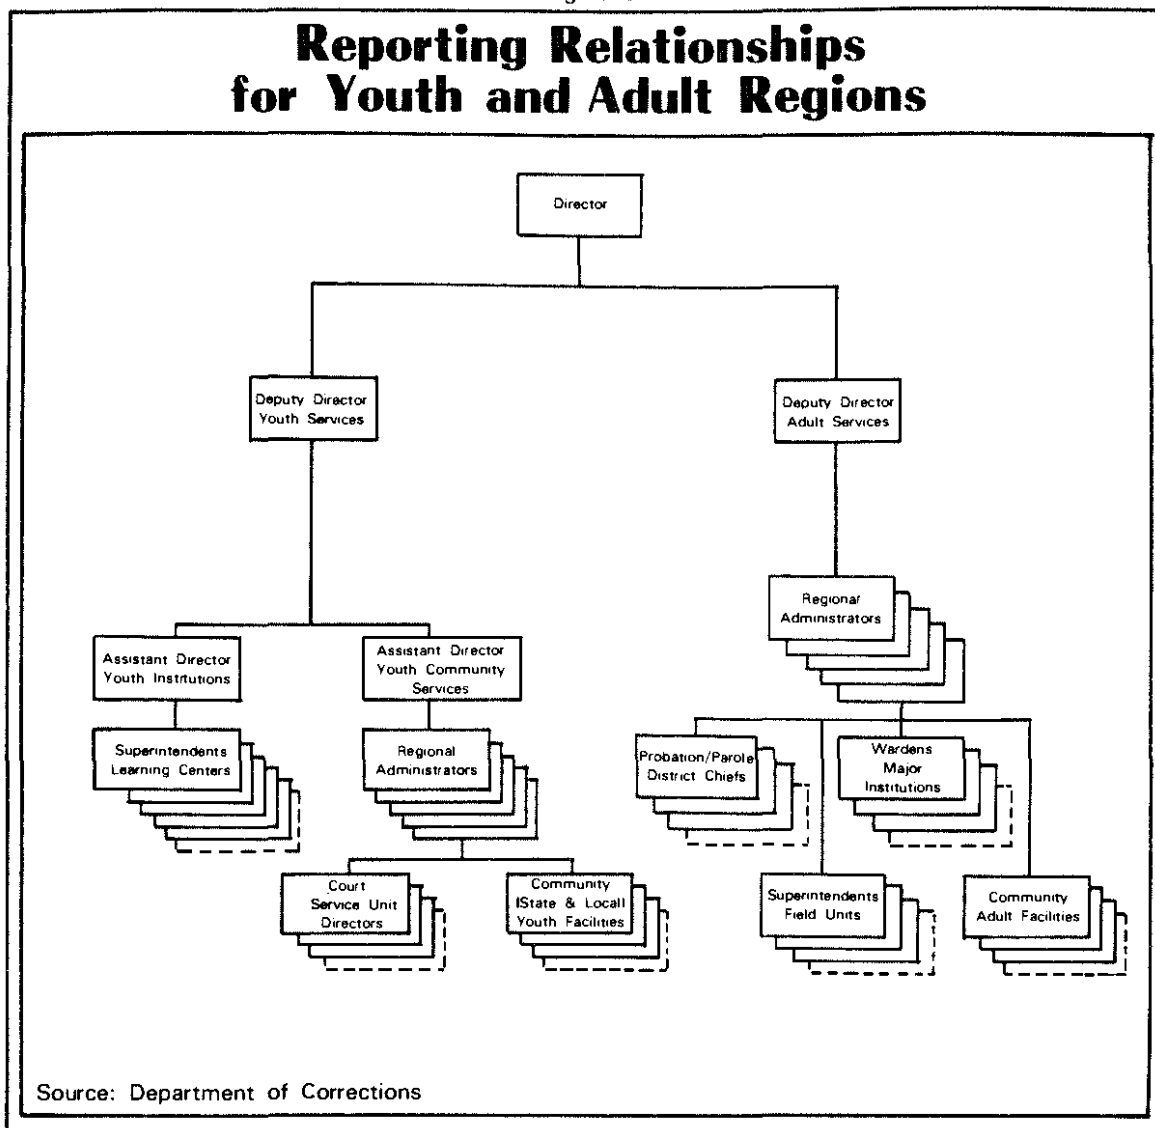 Reporting Relationships
for Youth and Adult Regions
Director
Deputy Director
Youth Services
Deputy Director
Adult Services
Regional
Administrators
Assistant Director
Youth Institutions
Assistant Director
Youth Community
Services
Superintendents
Learning Centers
Regional
Administrators
Probation/Parole
District Chiefs
Wardens
Major
Institutions
Court
Service Unit
Directors
Community
IState & Locall
Youth Facilities
Superintendents
Field Units
Community
Adult Facilities
Source: Department of Corrections